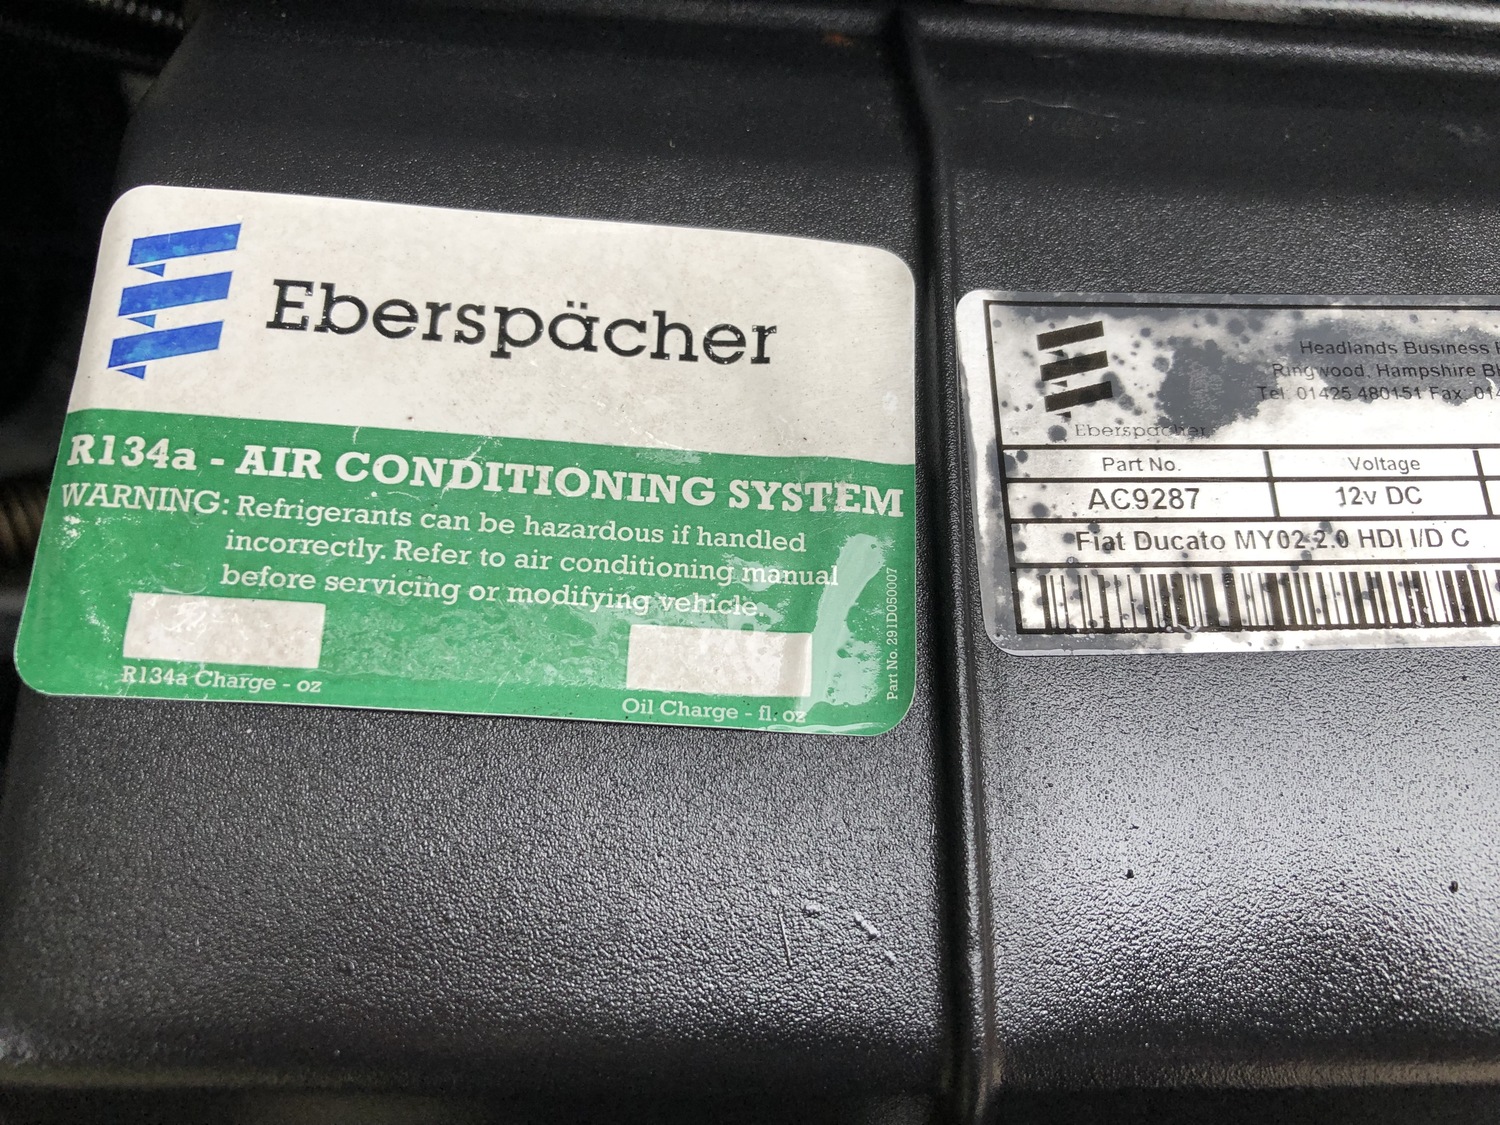 Eberspächer
R134a - AIR CONDITIONING SYSTEM
WARNING: Refrigerants can be hazardous if handled
incorrectly. Refer to air conditioning manual
before servicing or modifying vehicle.
R134a Charge - oz
Oil Charge - fl. oz
Part No. 291D050007
Headlands Business
Ringwood, Hampshire
Tel. 01425 480151 Fax.
Eberspächer
Part No. Voltage
AC9287 12v DC
Fiat Ducato MY02 2.0 HDI I/D C